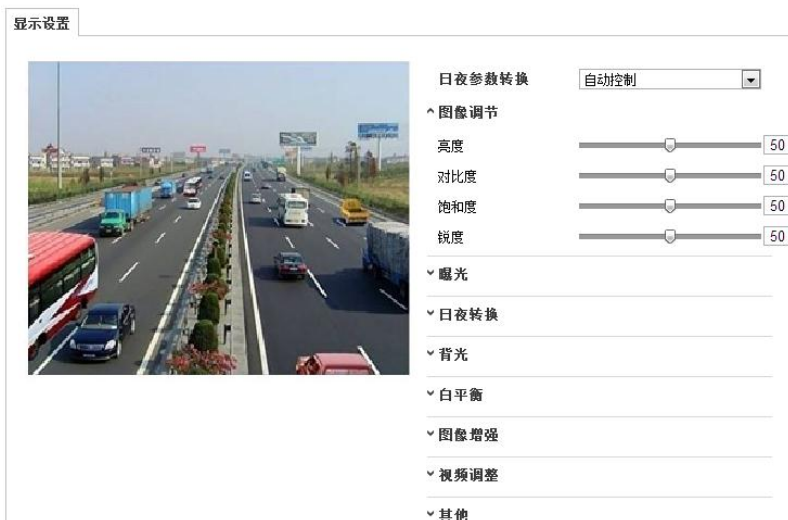 显示设置
日夜参数转换 自动控制
图像调节
亮度 50
对比度 50
饱和度 50
锐度 50
曝光
日夜转换
背光
白平衡
图像增强
视频调整
其他